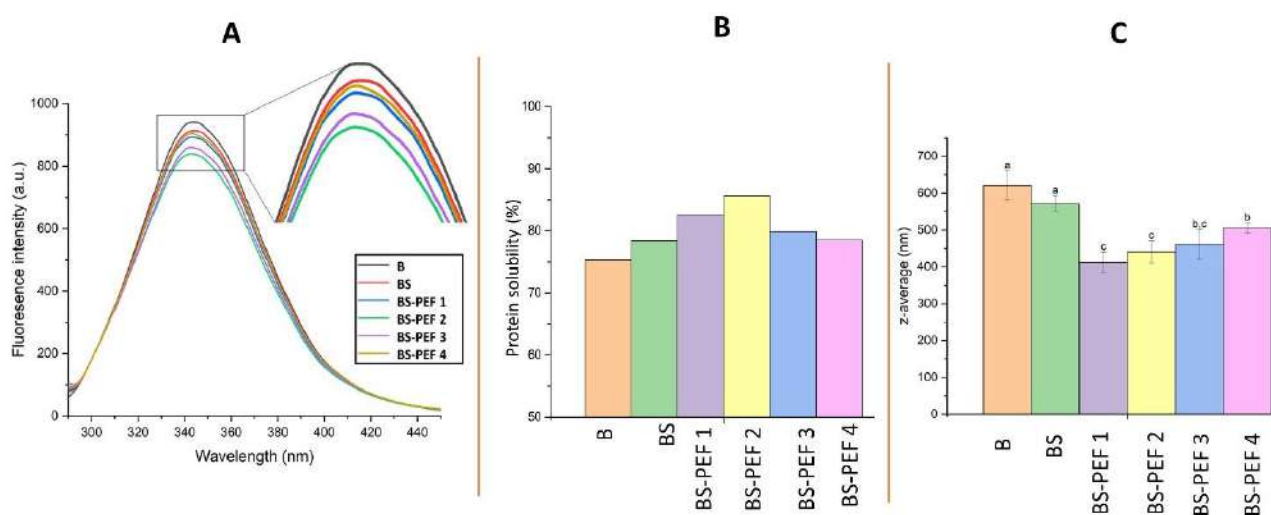 A
Fluorescence intensity (a.u.)
1000
800
600
400
200
0
300
320
340
360
380
400
420
440
Wavelength (nm)
B
BS
BS-PEF 1
BS-PEF 2
BS-PEF 3
BS-PEF 4
B
Protein solubility (%)
100
90
80
70
60
50
B
BS
BS-PEF 1
BS-PEF 2
BS-PEF 3
BS-PEF 4
C
z-average (nm)
700
600
500
400
300
200
100
0
a
a
c
c
b,c
b
B
BS
BS-PEF 1
BS-PEF 2
BS-PEF 3
BS-PEF 4